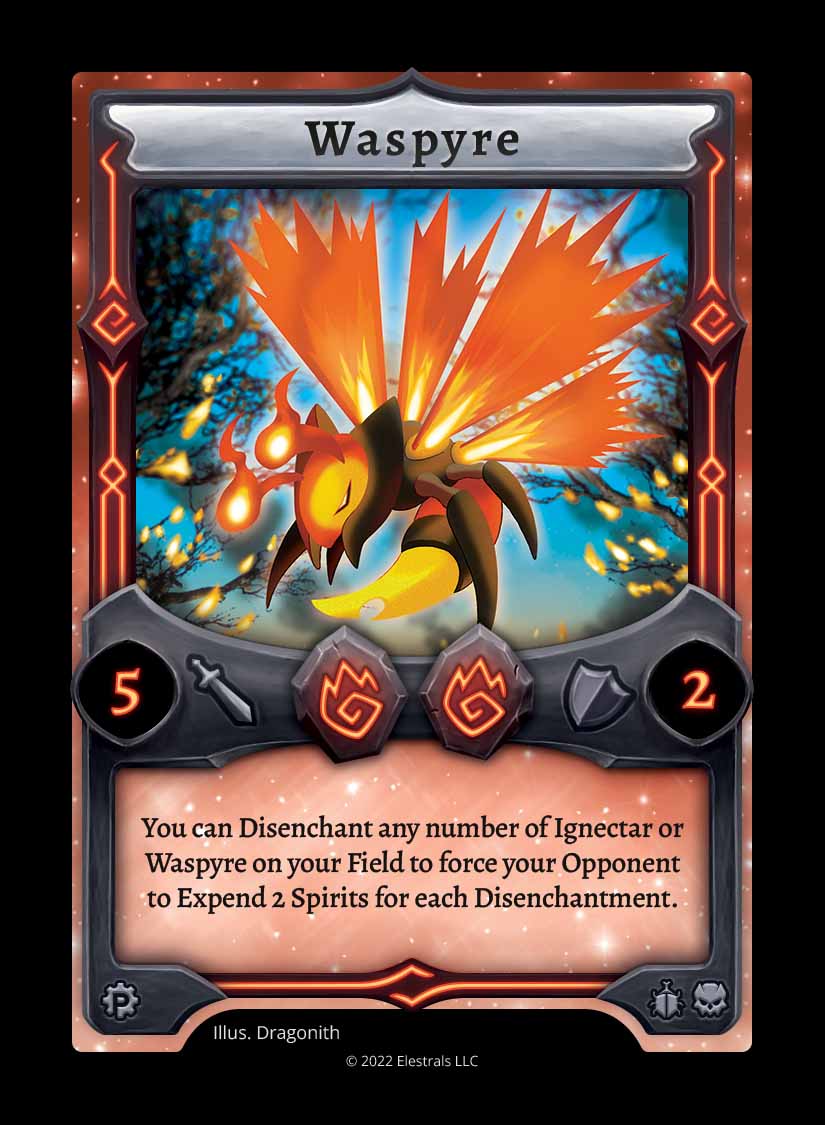 Waspyre
5
2
You can Disenchant any number of Ignectar or
Waspyre on your Field to force your Opponent
to Expend 2 Spirits for each Disenchantment.
P
Illus. Dragonith
© 2022 Elestrals LLC